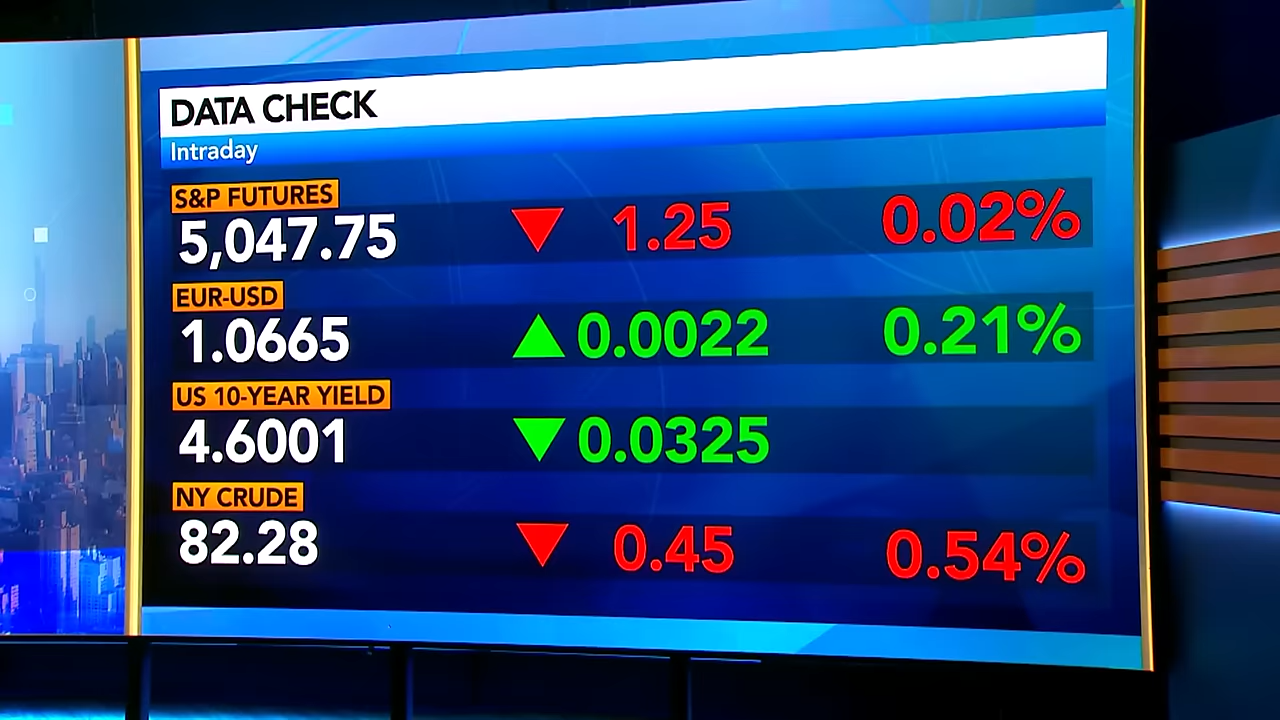 DATA CHECK
Intraday
S&P FUTURES
5,047.75 ▼ 1.25 0.02%
EUR-USD
1.0665 ▲ 0.0022 0.21%
US 10-YEAR YIELD
4.6001 ▼ 0.0325
NY CRUDE
82.28 ▼ 0.45 0.54%